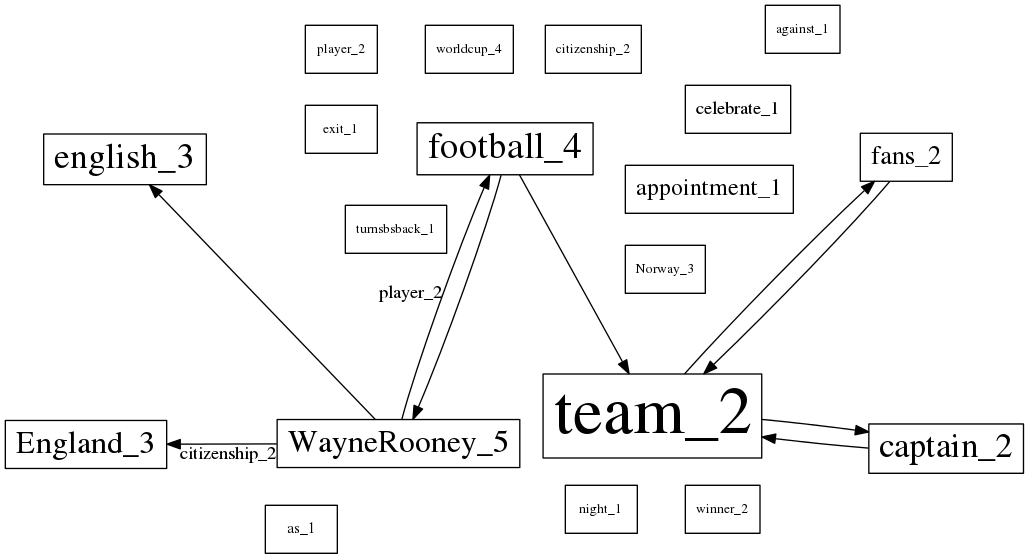 against_1
player_2
worldcup_4
citizenship_2
celebrate_1
exit_1
football_4
english_3
fans_2
appointment_1
turnsbsback_1
Norway_3
player_2
team_2
England_3
citizenship_2
WayneRooney_5
captain_2
night_1
winner_2
as_1